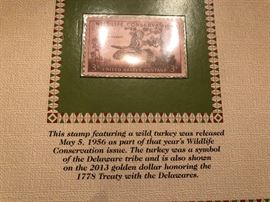 WILDLIFE CONSERVATION
UNITED STATES POSTAGE
This stamp featuring a wild turkey was released
May 5, 1956 as part of that year's Wildlife
Conservation issue. The turkey was a symbol
of the Delaware tribe and is also shown
on the 2013 golden dollar honoring the
1778 Treaty with the Delawares.